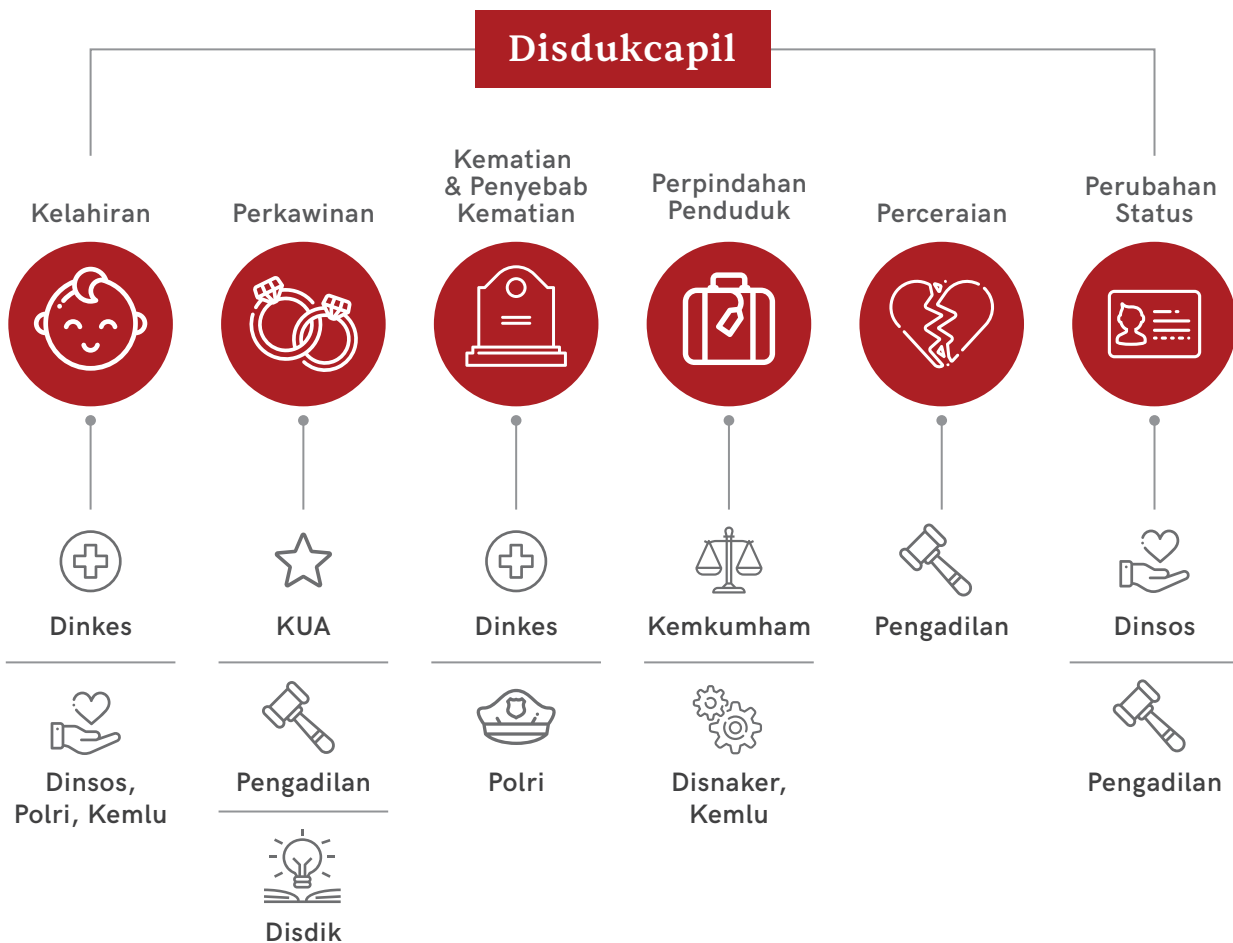 Disdukcapil
Kelahiran
Perkawinan
Kematian
& Penyebab
Kematian
Perpindahan
Penduduk
Perceraian
Perubahan
Status
Dinkes
KUA
Dinkes
Kemkumham
Pengadilan
Dinsos
Dinsos,
Polri, Kemlu
Pengadilan
Polri
Disnaker,
Kemlu
Pengadilan
Disdik